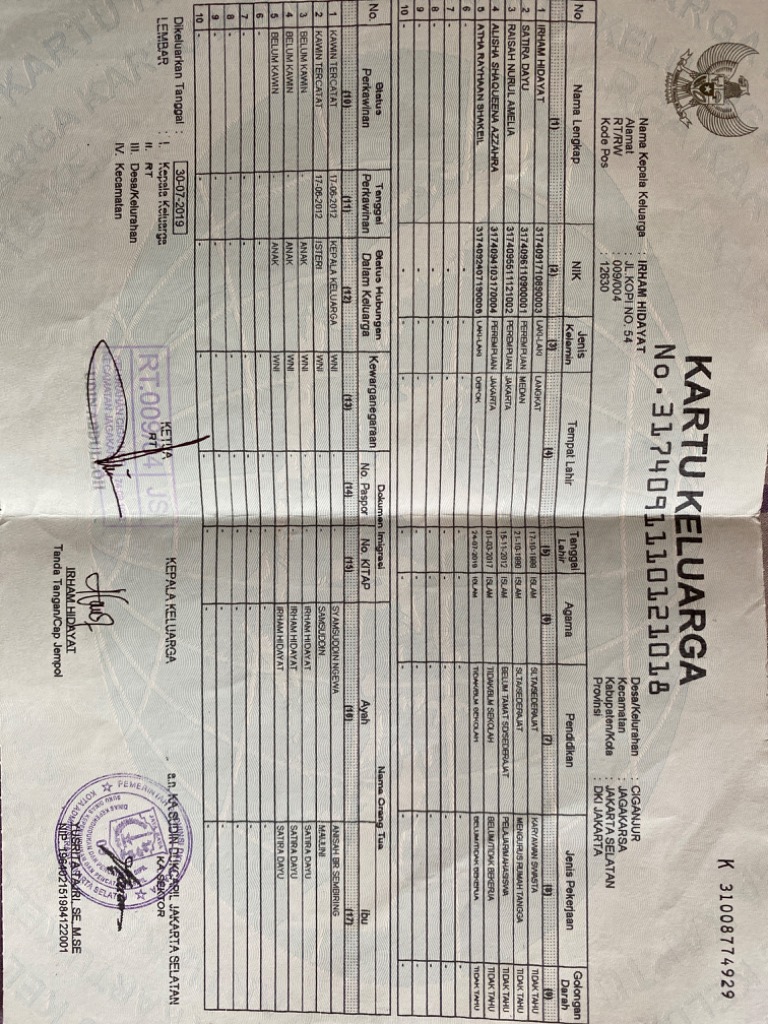 KARTU KELUARGA
No. 3174091110121018
K 31008774929
Nama Kepala Keluarga : IRHAM HIDAYAT
Alamat : JL. KOPI NO. 54
RT/RW : 009/004
Kode Pos : 12630
Desa/Kelurahan : CIGANJUR
Kecamatan : JAGAKARSA
Kabupaten/Kota : JAKARTA SELATAN
Provinsi : DKI JAKARTA
No Nama Lengkap NIK Jenis Kelamin Tempat Lahir Tanggal Lahir Agama Pendidikan Jenis Pekerjaan Golongan Darah
(1) (2) (3) (4) (5) (6) (7) (8) (9)
1 IRHAM HIDAYAT 3174091710890003 LAKI-LAKI LANGKAT 17-10-1989 ISLAM SLTA/SEDERAJAT KARYAWAN SWASTA TIDAK TAHU
2 SATIRA DAYU 3174096110900001 PEREMPUAN MEDAN 21-10-1990 ISLAM SLTA/SEDERAJAT MENGURUS RUMAH TANGGA TIDAK TAHU
3 RAISAH NURUL AMELIA 3174095511121002 PEREMPUAN JAKARTA 15-11-2012 ISLAM BELUM TAMAT SD/SEDERAJAT PELAJAR/MAHASISWA TIDAK TAHU
4 ALISHA SHAQUEENA AZZAHRA 3174094103170004 PEREMPUAN JAKARTA 01-03-2017 ISLAM TIDAK/BLM SEKOLAH BELUM/TIDAK BEKERJA TIDAK TAHU
5 ATHA RAYHAAN SHAKEIL 3174092407190006 LAKI-LAKI DEPOK 24-07-2019 ISLAM TIDAK/BLM SEKOLAH BELUM/TIDAK BEKERJA TIDAK TAHU
6 - - - - - - - - -
7 - - - - - - - - -
8 - - - - - - - - -
9 - - - - - - - - -
10 - - - - - - - - -
No. Status Perkawinan Tanggal Perkawinan Status Hubungan Dalam Keluarga Kewarganegaraan Dokumen Imigrasi Nama Orang Tua
No. Paspor No. KITAP Ayah Ibu
(10) (11) (12) (13) (14) (15) (16) (17)
1 KAWIN TERCATAT 17-06-2012 KEPALA KELUARGA WNI - - SYAMSUDDIN NGEWA ANISAH BR SEMBIRING
2 KAWIN TERCATAT 17-06-2012 ISTERI WNI - - SAMSUDDIN MAULINI
3 BELUM KAWIN - ANAK WNI - - IRHAM HIDAYAT SATIRA DAYU
4 BELUM KAWIN - ANAK WNI - - IRHAM HIDAYAT SATIRA DAYU
5 BELUM KAWIN - ANAK WNI - - IRHAM HIDAYAT SATIRA DAYU
6 - - - - - - - -
7 - - - - - - - -
8 - - - - - - - -
9 - - - - - - - -
10 - - - - - - - -
Dikeluarkan Tanggal : 30-07-2019
LEMBAR : I. Kepala Keluarga
II. RT
III. Desa/Kelurahan
IV. Kecamatan
KETUA RT
RT.009/04 JS
KEPALA KELUARGA
IRHAM HIDAYAT
Tanda Tangan/Cap Jempol
a.n. KA SUDIN DUKCAPIL JAKARTA SELATAN
KA SEKTOR
SE, M.SE
NIP. 196402151984122001